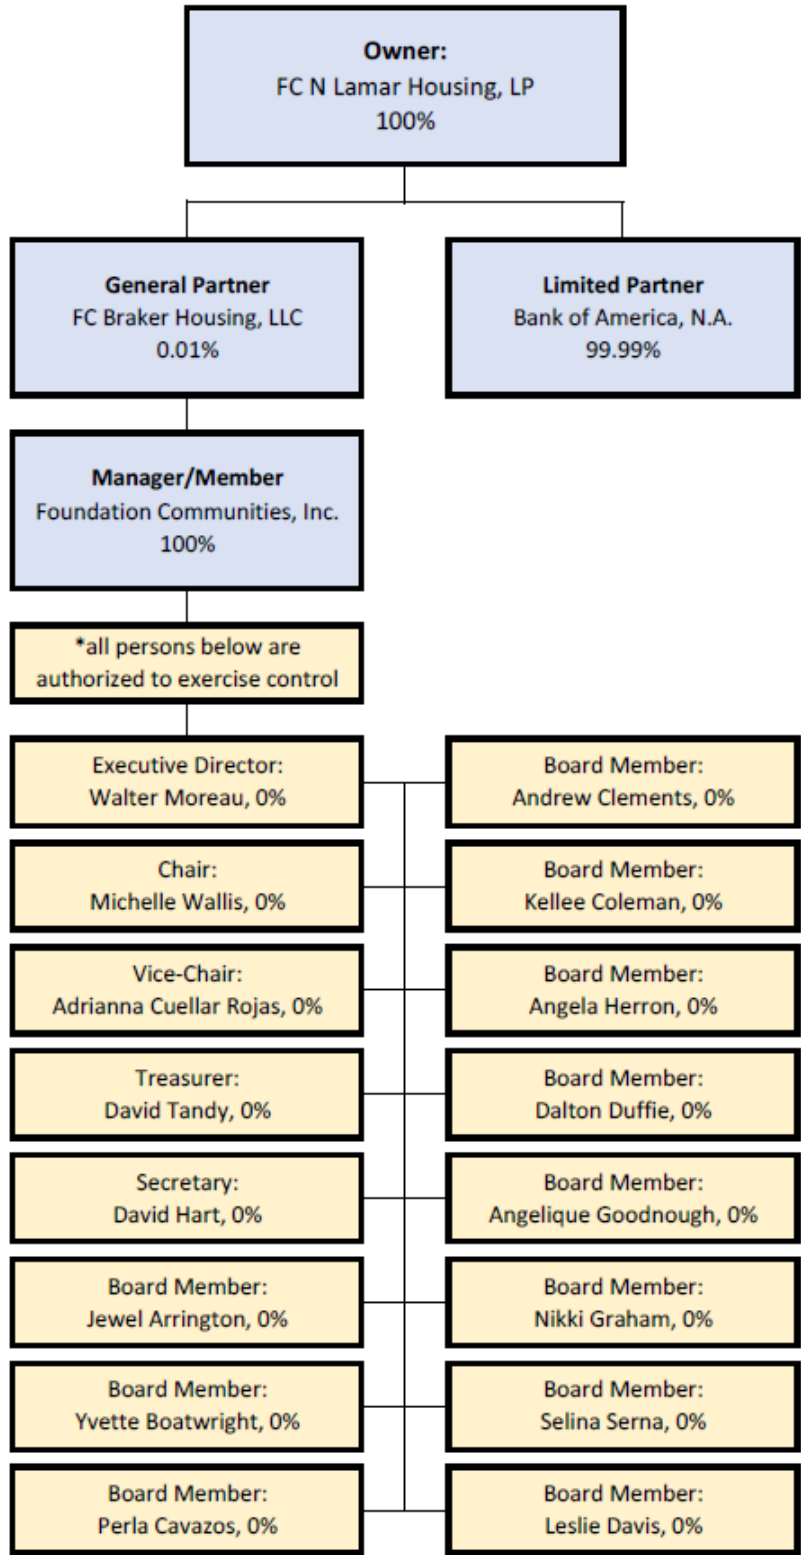 Owner:
FC N Lamar Housing, LP
100%
General Partner
FC Braker Housing, LLC
0.01%
Limited Partner
Bank of America, N.A.
99.99%
Manager/Member
Foundation Communities, Inc.
100%
*all persons below are
authorized to exercise control
Executive Director:
Walter Moreau, 0%
Board Member:
Andrew Clements, 0%
Chair:
Michelle Wallis, 0%
Board Member:
Kellee Coleman, 0%
Vice-Chair:
Adrianna Cuellar Rojas, 0%
Board Member:
Angela Herron, 0%
Treasurer:
David Tandy, 0%
Board Member:
Dalton Duffie, 0%
Secretary:
David Hart, 0%
Board Member:
Angelique Goodnough, 0%
Board Member:
Jewel Arrington, 0%
Board Member:
Nikki Graham, 0%
Board Member:
Yvette Boatwright, 0%
Board Member:
Selina Serna, 0%
Board Member:
Perla Cavazos, 0%
Board Member:
Leslie Davis, 0%